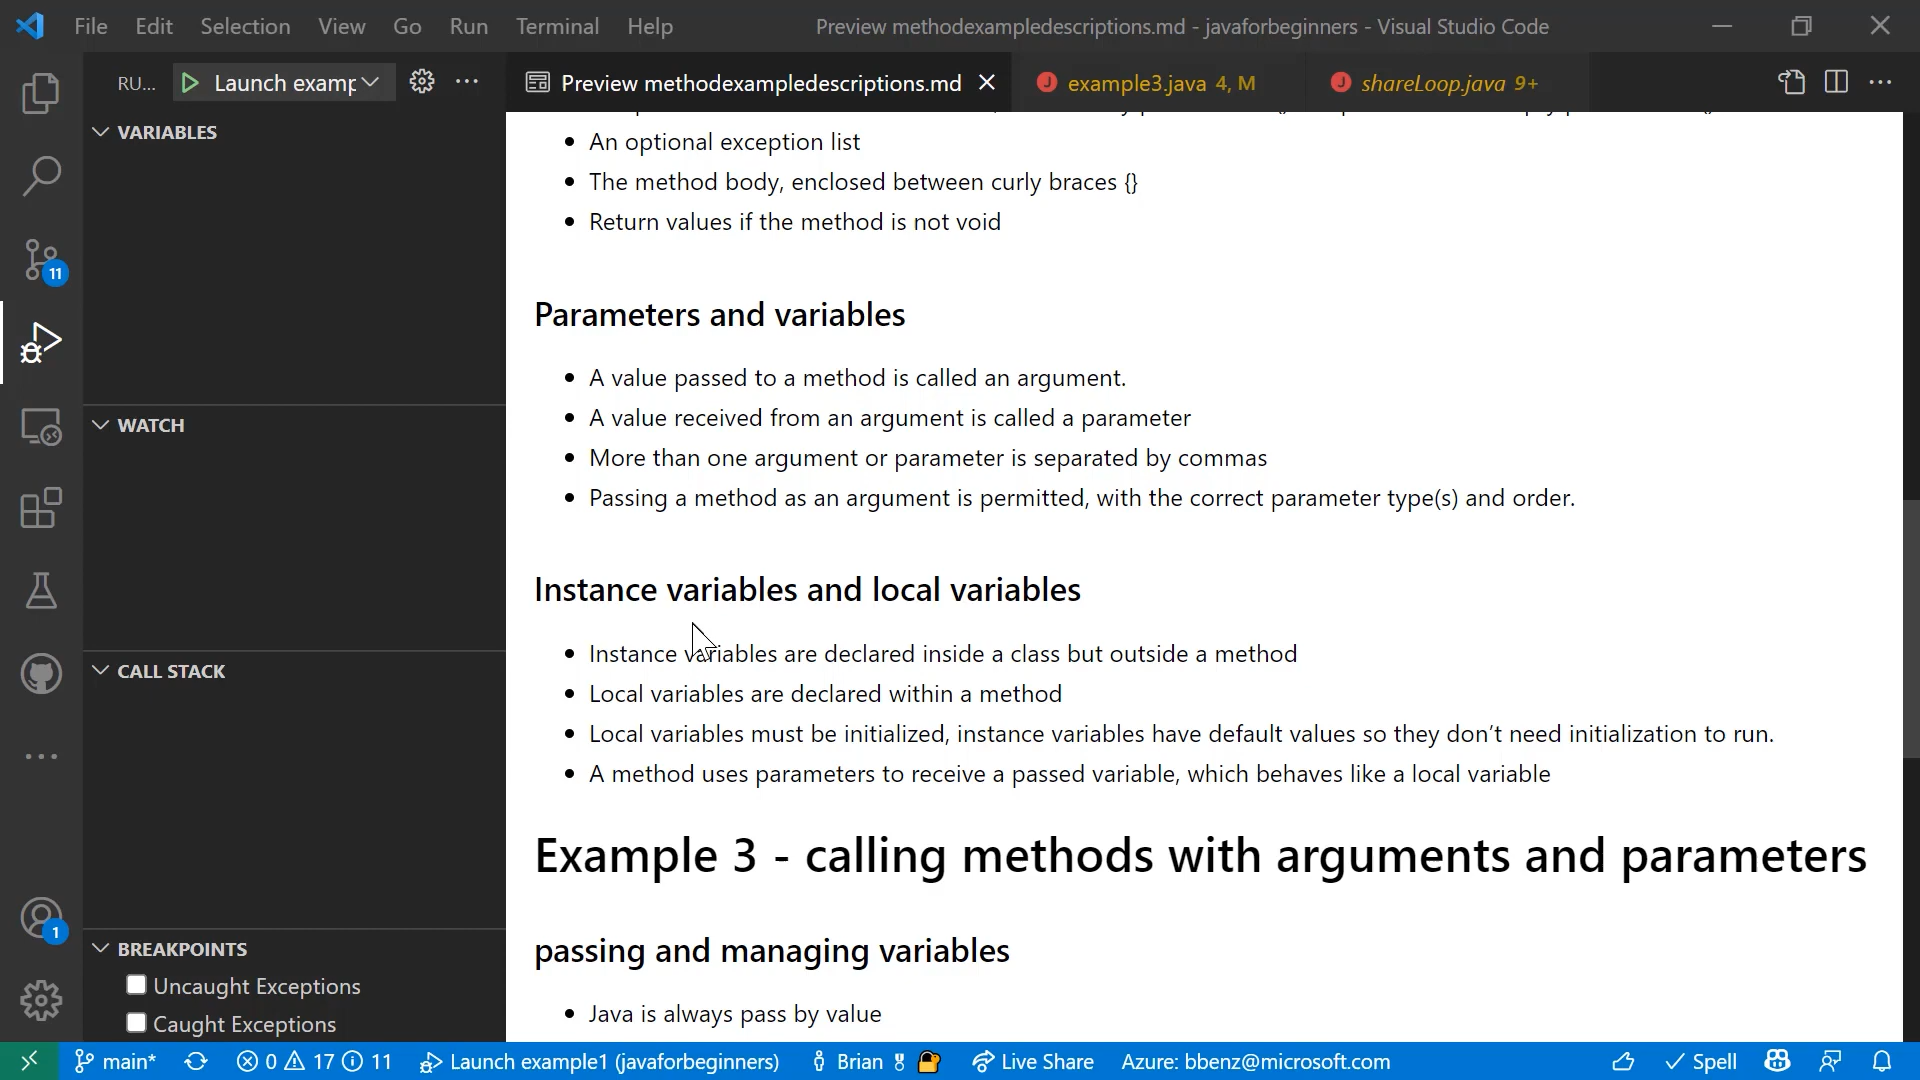 File Edit Selection View Go Run Terminal Help
Preview methodexampledescriptions.md - javaforbeginners - Visual Studio Code
RU... Launch examp
Preview methodexampledescriptions.md
example3.java 4, M
shareLoop.java 9+
VARIABLES
WATCH
CALL STACK
BREAKPOINTS
Uncaught Exceptions
Caught Exceptions
11
1
An optional exception list
The method body, enclosed between curly braces {}
Return values if the method is not void
Parameters and variables
A value passed to a method is called an argument.
A value received from an argument is called a parameter
More than one argument or parameter is separated by commas
Passing a method as an argument is permitted, with the correct parameter type(s) and order.
Instance variables and local variables
Instance variables are declared inside a class but outside a method
Local variables are declared within a method
Local variables must be initialized, instance variables have default values so they don’t need initialization to run.
A method uses parameters to receive a passed variable, which behaves like a local variable
Example 3 - calling methods with arguments and parameters
passing and managing variables
Java is always pass by value
main* 0 17 11 Launch example1 (javaforbeginners) Brian Live Share Azure: bbenz@microsoft.com Spell